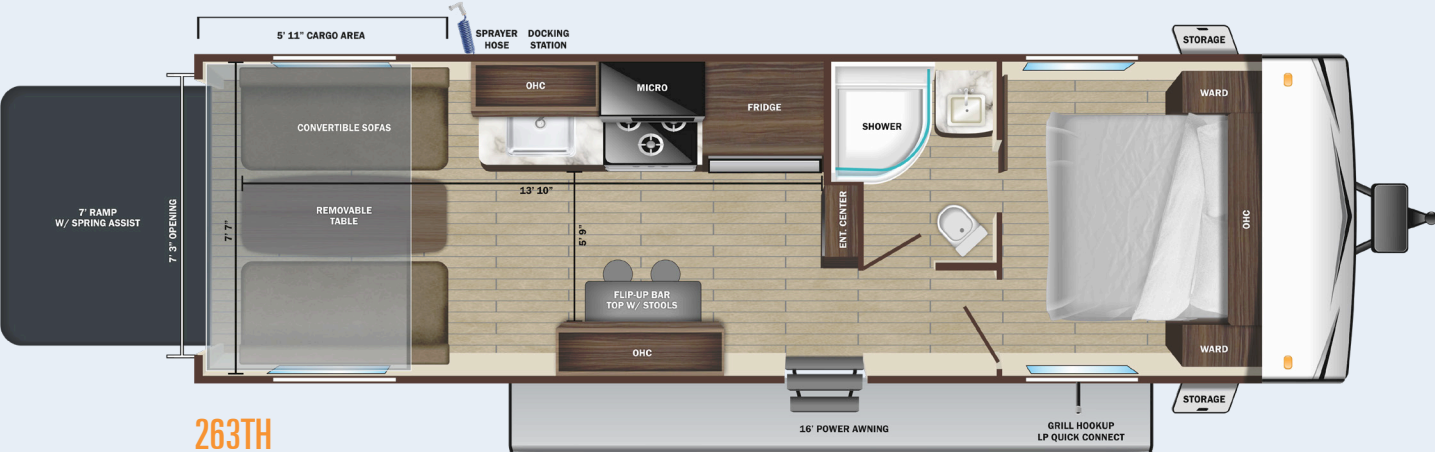 5' 11" CARGO AREA
SPRAYER
HOSE
DOCKING
STATION
STORAGE
OHC
MICRO
FRIDGE
SHOWER
WARD
CONVERTIBLE SOFAS
7' RAMP
W/ SPRING ASSIST
7' 3" OPENING
7' 7"
13' 10"
REMOVABLE
TABLE
5' 9"
ENT. CENTER
OHC
FLIP-UP BAR
TOP W/ STOOLS
OHC
WARD
STORAGE
16' POWER AWNING
GRILL HOOKUP
LP QUICK CONNECT
263TH